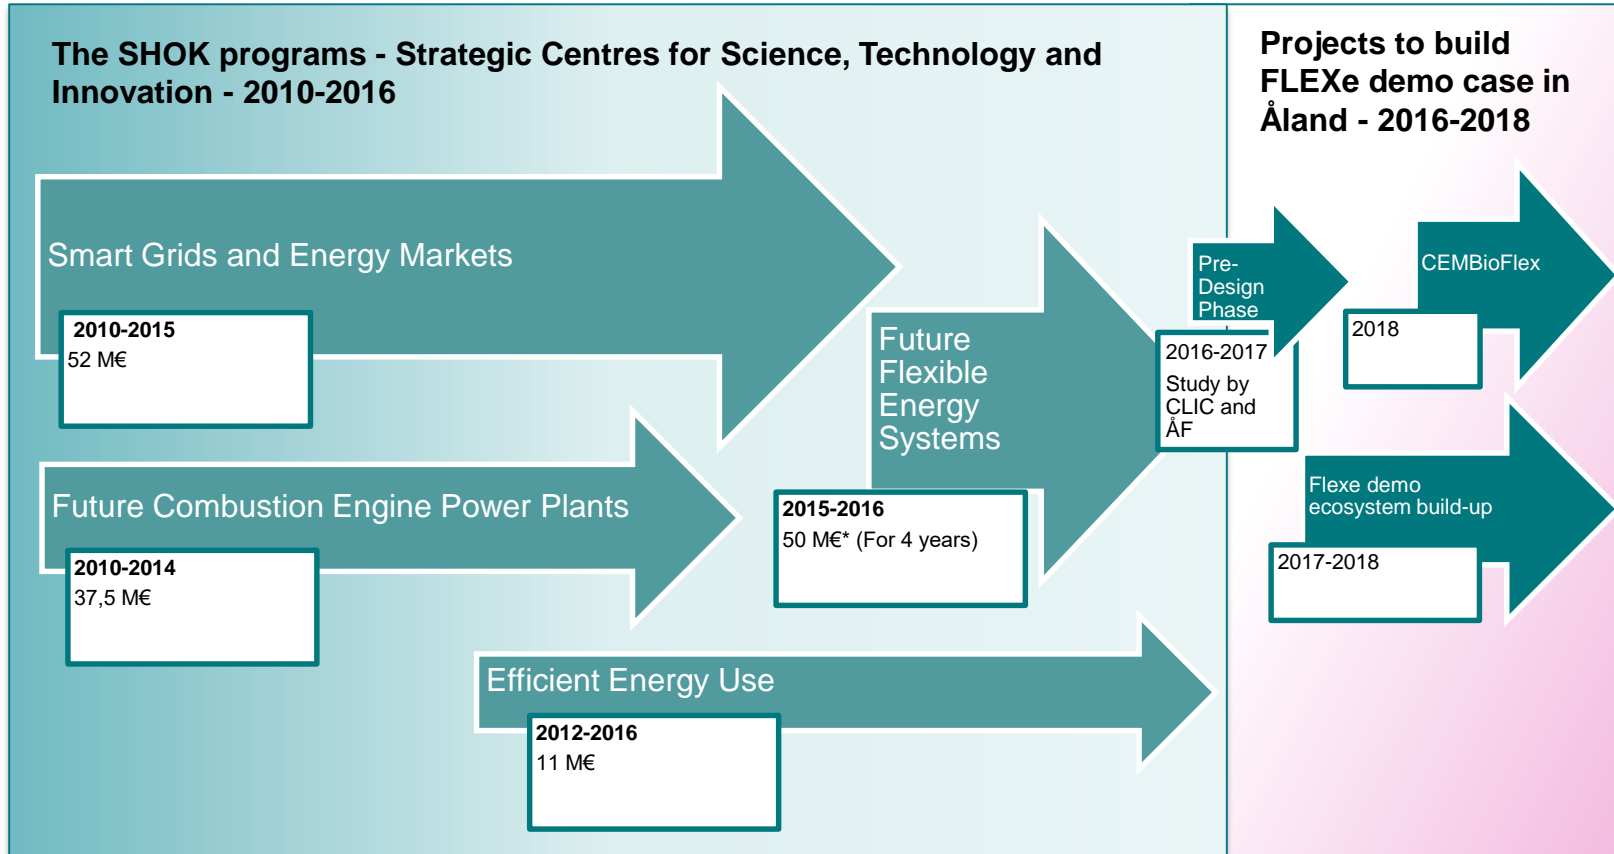 The SHOK programs - Strategic Centres for Science, Technology and
Innovation - 2010-2016
Smart Grids and Energy Markets
2010-2015
52 M€
Future Combustion Engine Power Plants
2010-2014
37,5 M€
Future
Flexible
Energy
Systems
2015-2016
50 M€* (For 4 years)
Efficient Energy Use
2012-2016
11 M€
Projects to build
FLEXe demo case in
Åland - 2016-2018
Pre-
Design
Phase
2016-2017
Study by
CLIC and
ÅF
CEMBioFlex
2018
Flexe demo
ecosystem build-up
2017-2018